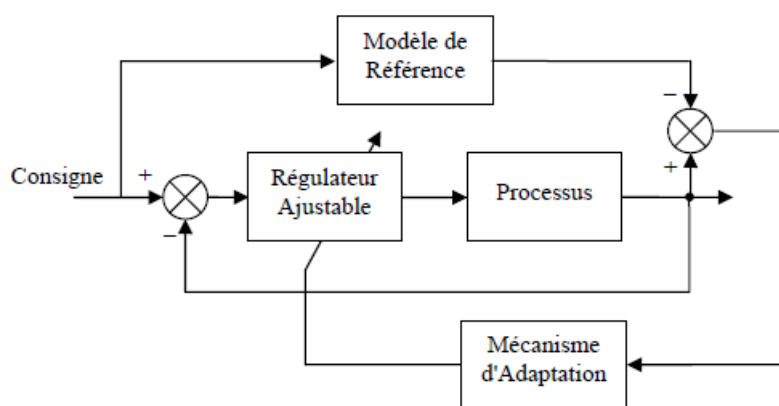 Modèle de
Référence
−
Consigne
+
−
Régulateur
Ajustable
Processus
+
Mécanisme
d'Adaptation